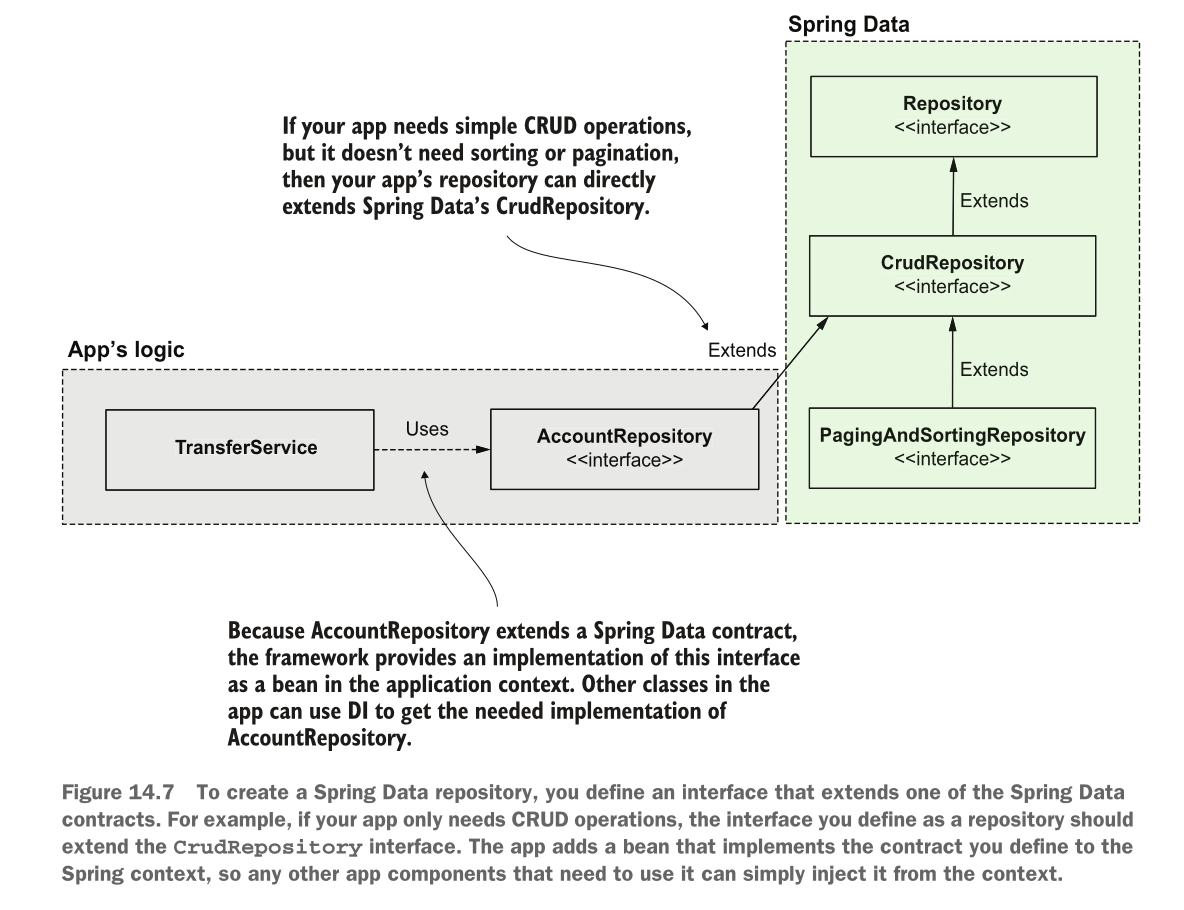 Spring Data
Repository
<<interface>>
If your app needs simple CRUD operations,
but it doesn't need sorting or pagination,
then your app's repository can directly
extends Spring Data's CrudRepository.
Extends
CrudRepository
<<interface>>
App's logic
Extends
Extends
TransferService
Uses
AccountRepository
<<interface>>
PagingAndSortingRepository
<<interface>>
Because AccountRepository extends a Spring Data contract,
the framework provides an implementation of this interface
as a bean in the application context. Other classes in the
app can use DI to get the needed implementation of
AccountRepository.
Figure 14.7 To create a Spring Data repository, you define an interface that extends one of the Spring Data
contracts. For example, if your app only needs CRUD operations, the interface you define as a repository should
extend the CrudRepository interface. The app adds a bean that implements the contract you define to the
Spring context, so any other app components that need to use it can simply inject it from the context.